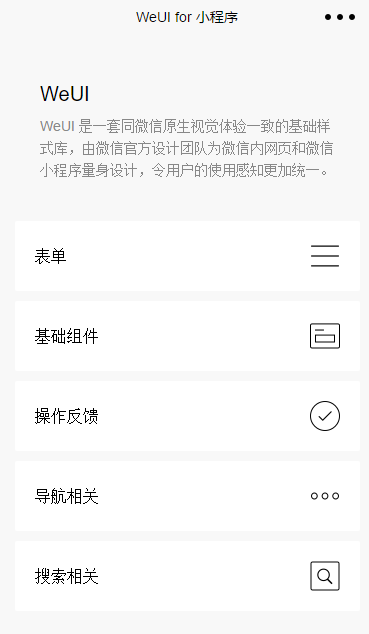 WeUI for 小程序
WeUI
WeUI 是一套同微信原生视觉体验一致的基础样
式库，由微信官方设计团队为微信内网页和微信
小程序量身设计，令用户的使用感知更加统一。
表单
基础组件
操作反馈
导航相关
搜索相关